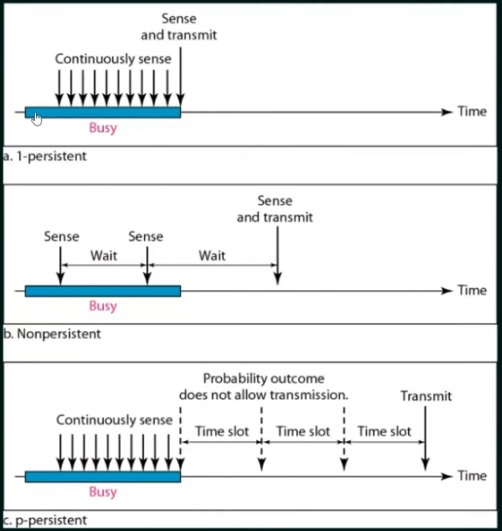 Sense
and transmit
Continuously sense
Time
Busy
a. 1-persistent
Sense
and transmit
Sense Sense
Wait Wait
Time
Busy
b. Nonpersistent
Probability outcome
does not allow transmission. Transmit
Continuously sense
Time slot Time slot Time slot
Time
Busy
c. p-persistent